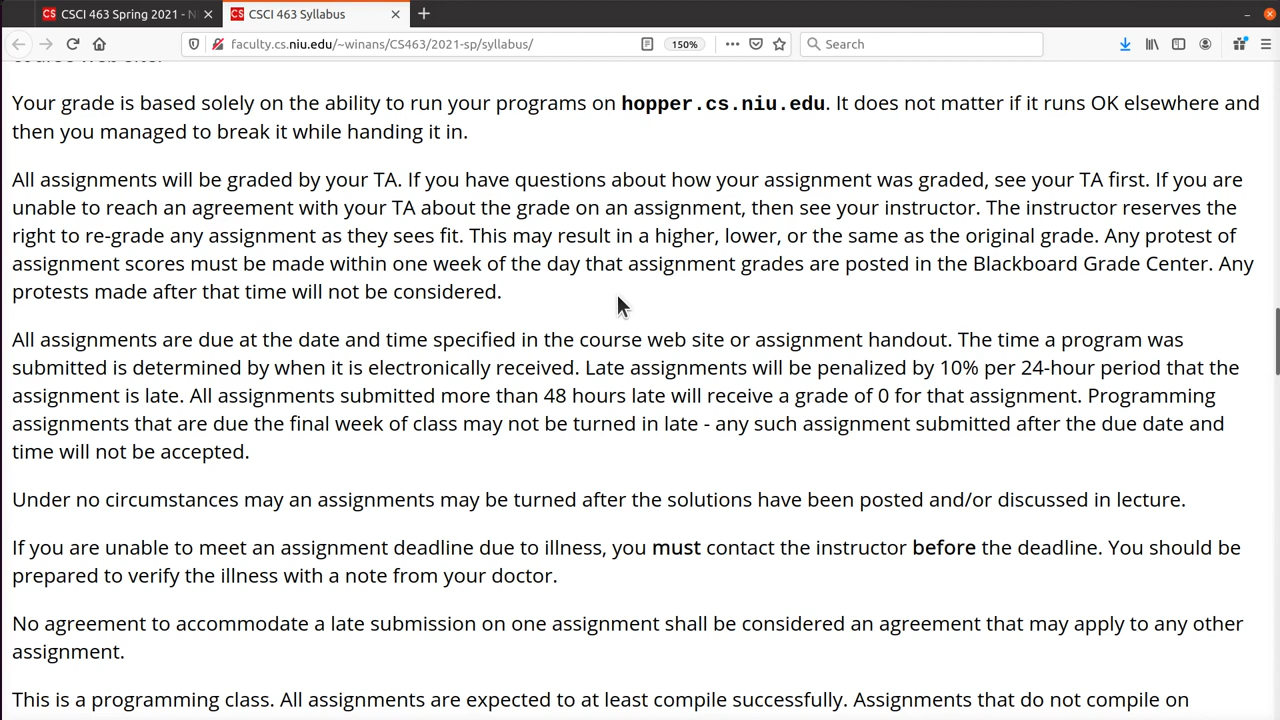 CSCI 463 Spring 2021 - N
CSCI 463 Syllabus
faculty.cs.niu.edu/~winans/CS463/2021-sp/syllabus/
150%
Search
Your grade is based solely on the ability to run your programs on hopper.cs.niu.edu. It does not matter if it runs OK elsewhere and
then you managed to break it while handing it in.
All assignments will be graded by your TA. If you have questions about how your assignment was graded, see your TA first. If you are
unable to reach an agreement with your TA about the grade on an assignment, then see your instructor. The instructor reserves the
right to re-grade any assignment as they sees fit. This may result in a higher, lower, or the same as the original grade. Any protest of
assignment scores must be made within one week of the day that assignment grades are posted in the Blackboard Grade Center. Any
protests made after that time will not be considered.
All assignments are due at the date and time specified in the course web site or assignment handout. The time a program was
submitted is determined by when it is electronically received. Late assignments will be penalized by 10% per 24-hour period that the
assignment is late. All assignments submitted more than 48 hours late will receive a grade of 0 for that assignment. Programming
assignments that are due the final week of class may not be turned in late - any such assignment submitted after the due date and
time will not be accepted.
Under no circumstances may an assignments may be turned after the solutions have been posted and/or discussed in lecture.
If you are unable to meet an assignment deadline due to illness, you must contact the instructor before the deadline. You should be
prepared to verify the illness with a note from your doctor.
No agreement to accommodate a late submission on one assignment shall be considered an agreement that may apply to any other
assignment.
This is a programming class. All assignments are expected to at least compile successfully. Assignments that do not compile on